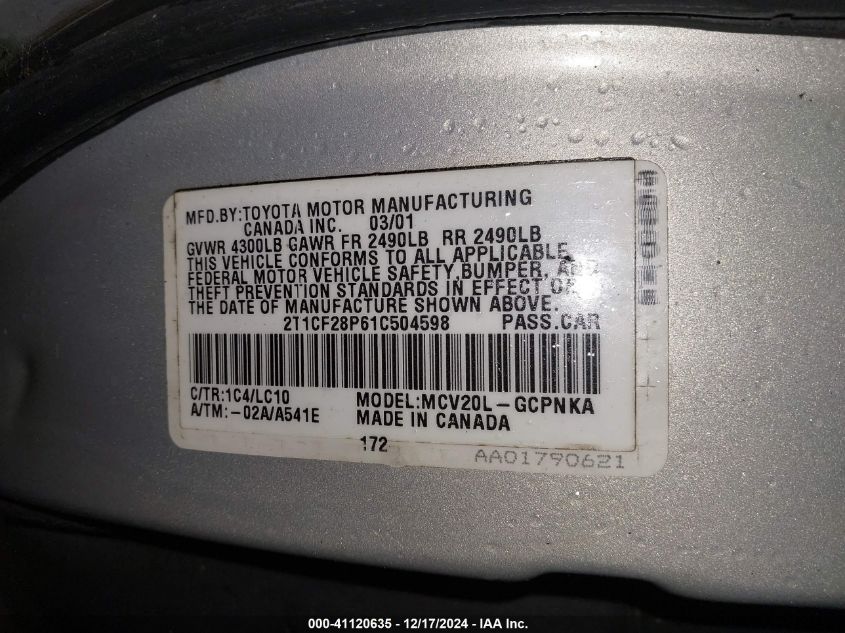 MFD.BY:TOYOTA MOTOR MANUFACTURING
CANADA INC. 03/01
GVWR 4300LB GAWR FR 2490LB RR 2490LB
THIS VEHICLE CONFORMS TO ALL APPLICABLE
FEDERAL MOTOR VEHICLE SAFETY,BUMPER, AND
THEFT PREVENTION STANDARDS IN EFFECT ON
THE DATE OF MANUFACTURE SHOWN ABOVE.
2T1CF28P61C504598 PASS.CAR
C/TR:1C4/LC10 MODEL:MCV20L-GCPNKA
A/TM:-02A/A541E MADE IN CANADA
172
AA01790621
000-41120635 - 12/17/2024 - IAA Inc.